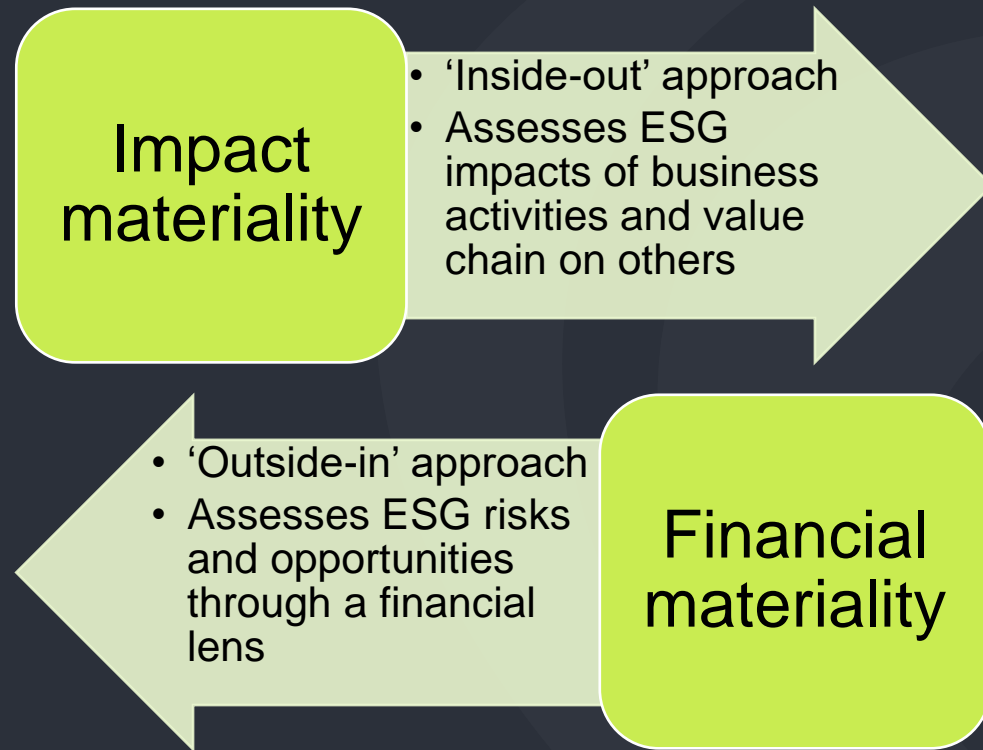 Impact
materiality
• ‘Inside-out’ approach
• Assesses ESG
impacts of business
activities and value
chain on others
• ‘Outside-in’ approach
• Assesses ESG risks
and opportunities
through a financial
lens
Financial
materiality